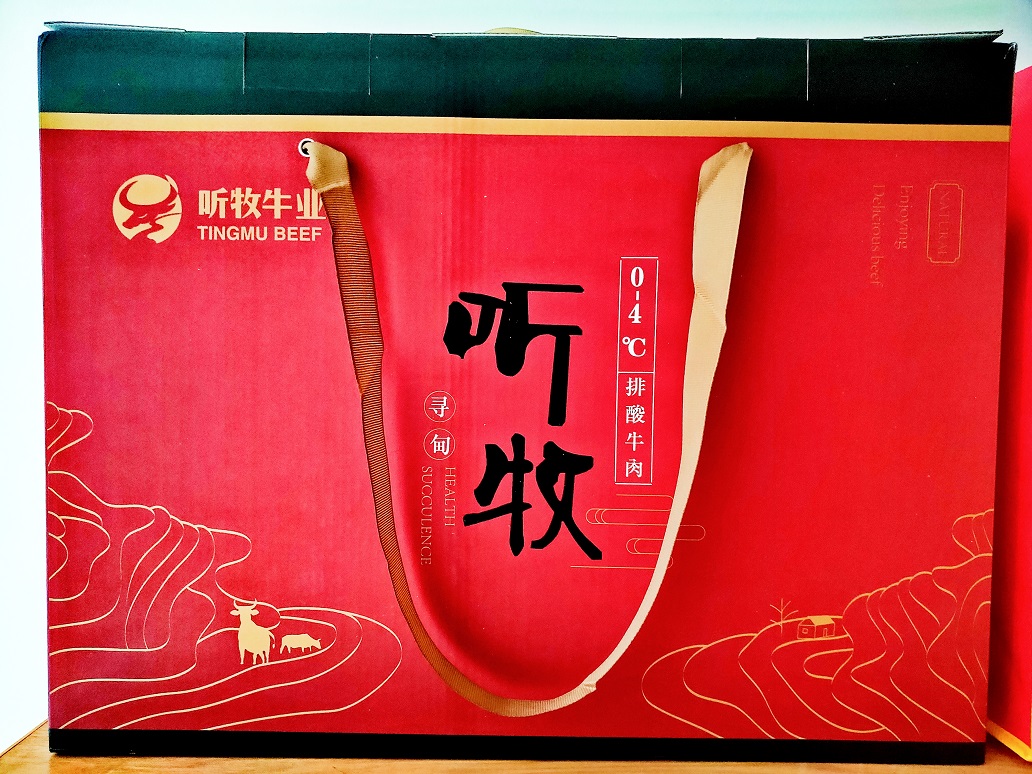 听牧牛业
TINGMU BEEF
NATURAL
Enjoying
Delicious beef
0-4℃
排酸牛肉
听牧
寻甸
HEALTH
SUCCULENCE